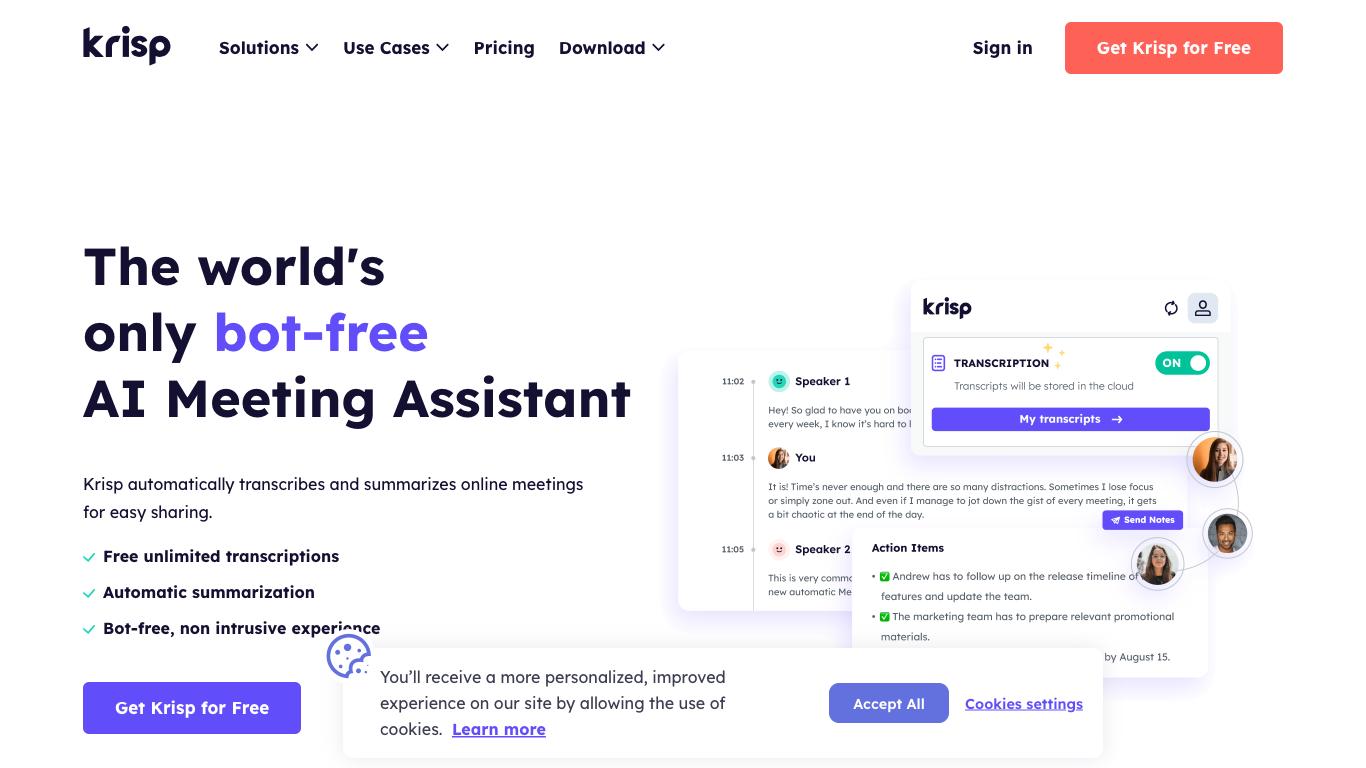 krisp
Solutions
Use Cases
Pricing
Download
Sign in
Get Krisp for Free
The world's
only bot-free
AI Meeting Assistant
Krisp automatically transcribes and summarizes online meetings
for easy sharing.
Free unlimited transcriptions
Automatic summarization
Bot-free, non intrusive experience
Get Krisp for Free
krisp
TRANSCRIPTION
ON
Transcripts will be stored in the cloud
My transcripts
11:02
Speaker 1
Hey! So glad to have you on
every week, I know it's hard to
11:03
You
It is! Time's never enough and there are so many distractions. Sometimes I lose focus
or simply zone out. And even if I manage to jot down the gist of every meeting, it gets
a bit chaotic at the end of the day.
Send Notes
11:05
Speaker 2
This is very
new automatic
Action Items
• ✅ Andrew has to follow up on the release timeline of
features and update the team.
• ✅ The marketing team has to prepare relevant promotional
materials.
by August 15.
You'll receive a more personalized, improved
experience on our site by allowing the use of
cookies. Learn more
Accept All
Cookies settings